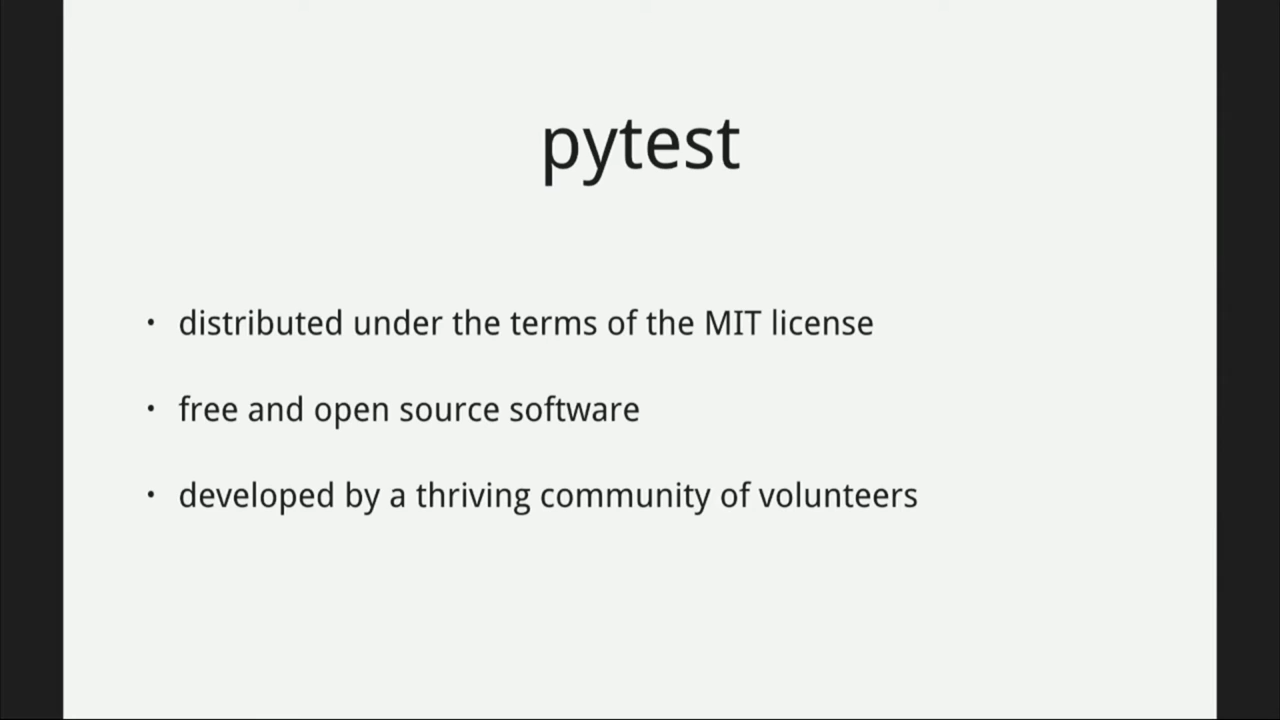 pytest
• distributed under the terms of the MIT license
• free and open source software
• developed by a thriving community of volunteers